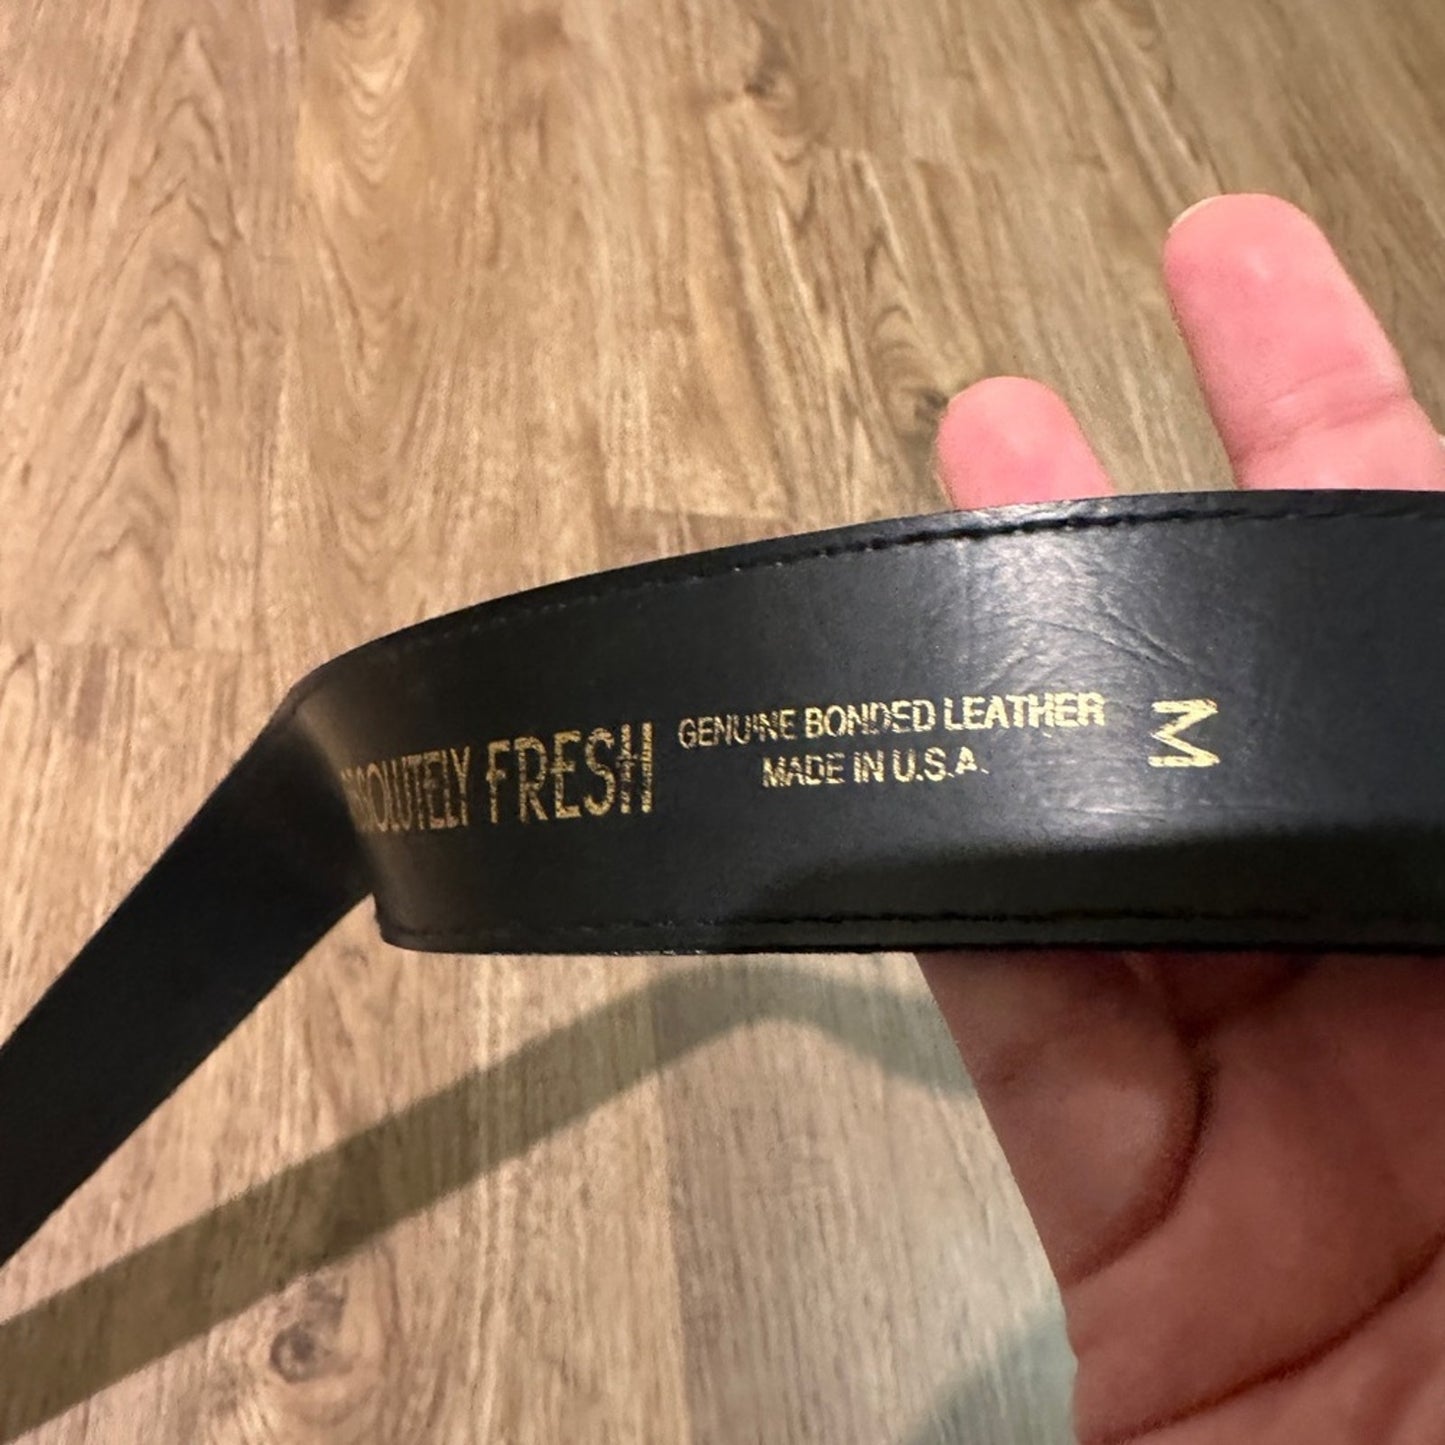 ABSOLUTELY FRESH
GENUINE BONDED LEATHER
MADE IN U.S.A.
M